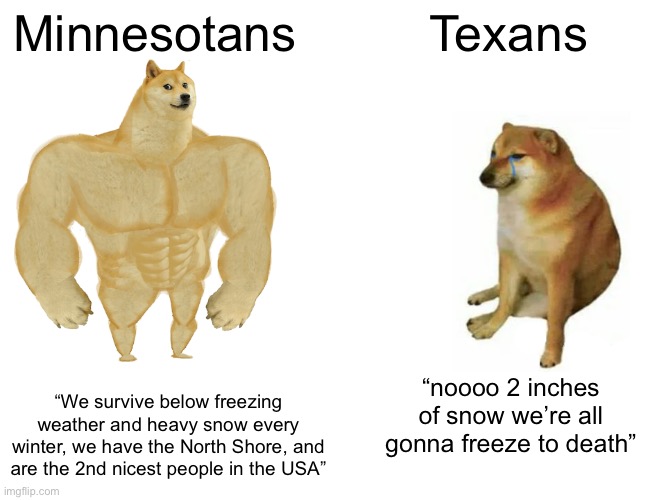 Minnesotans
Texans
“We survive below freezing
weather and heavy snow every
winter, we have the North Shore, and
are the 2nd nicest people in the USA”
“noooo 2 inches
of snow we’re all
gonna freeze to death”
imgflip.com